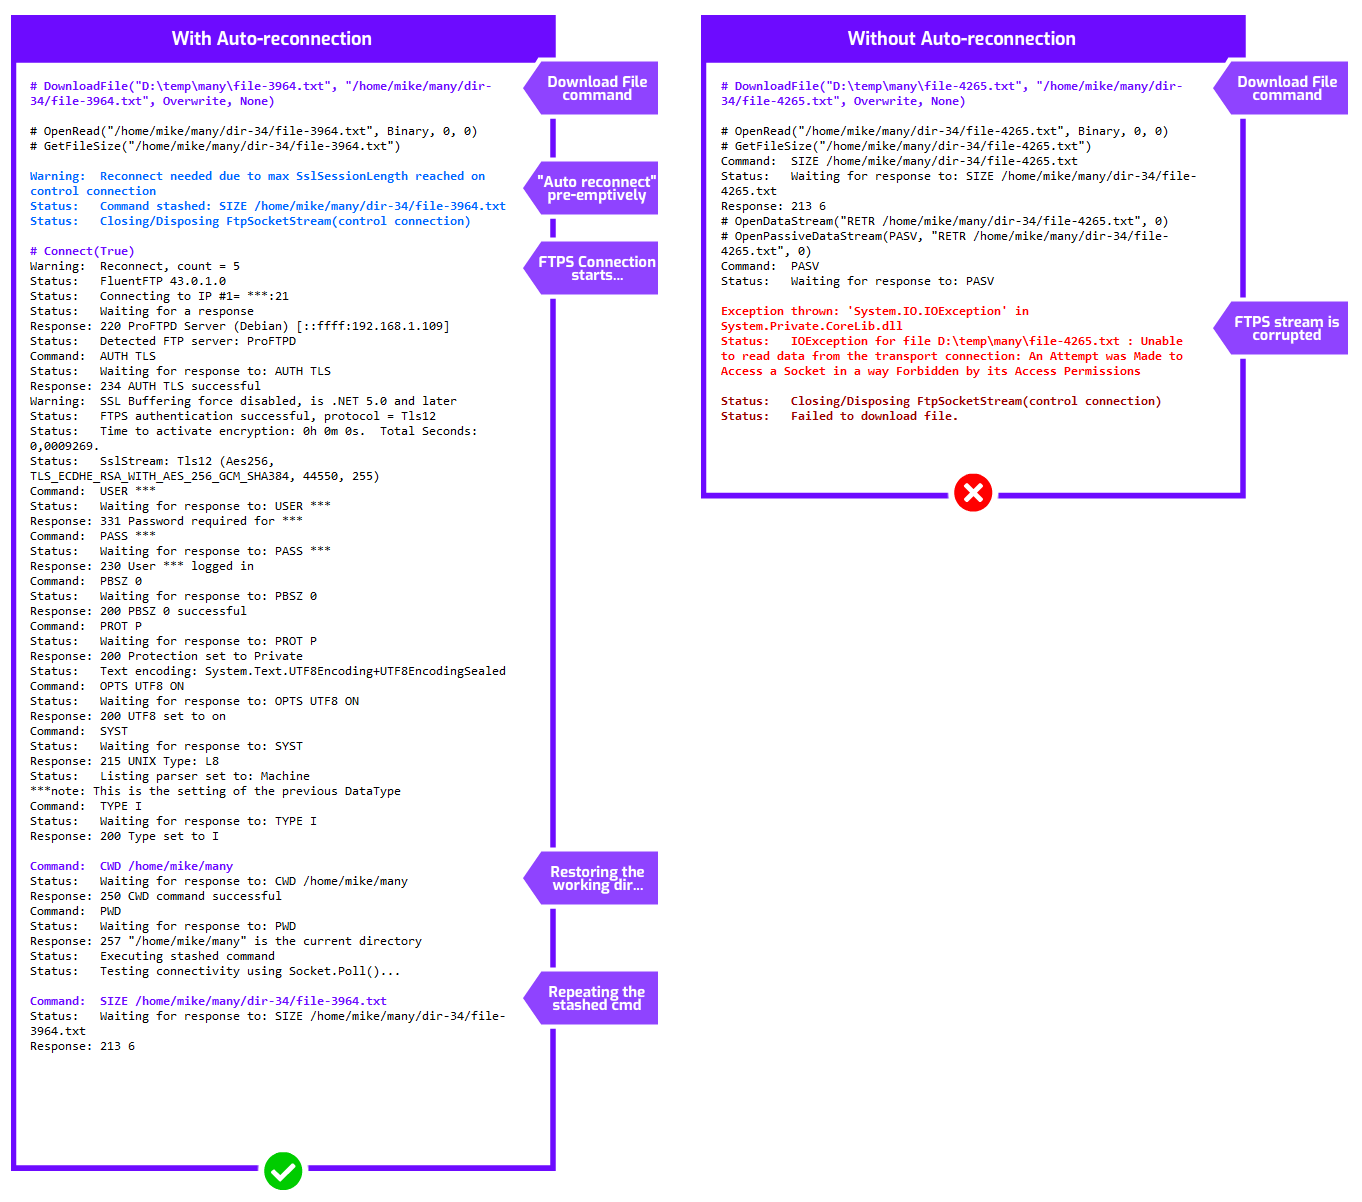 With Auto-reconnection
# DownloadFile("D:\temp\many\file-3964.txt", "/home/mike/many/dir-
34/file-3964.txt", Overwrite, None)
Download File
command
# OpenRead("/home/mike/many/dir-34/file-3964.txt", Binary, 0, 0)
# GetFileSize("/home/mike/many/dir-34/file-3964.txt")
Warning:  Reconnect needed due to max SslSessionLength reached on
control connection
Status:   Command stashed: SIZE /home/mike/many/dir-34/file-3964.txt
Status:   Closing/Disposing FtpSocketStream(control connection)
"Auto reconnect"
pre-emptively
# Connect(True)
Warning:  Reconnect, count = 5
Status:   FluentFTP 43.0.1.0
Status:   Connecting to IP #1= ***:21
FTPS Connection
starts...
Status:   Waiting for a response
Response: 220 ProFTPD Server (Debian) [::ffff:192.168.1.109]
Status:   Detected FTP server: ProFTPD
Command:  AUTH TLS
Status:   Waiting for response to: AUTH TLS
Response: 234 AUTH TLS successful
Warning:  SSL Buffering force disabled, is .NET 5.0 and later
Status:   FTPS authentication successful, protocol = Tls12
Status:   Time to activate encryption: 0h 0m 0s.  Total Seconds:
0,0009269.
Status:   SslStream: Tls12 (Aes256,
TLS_ECDHE_RSA_WITH_AES_256_GCM_SHA384, 44550, 255)
Command:  USER ***
Status:   Waiting for response to: USER ***
Response: 331 Password required for ***
Command:  PASS ***
Status:   Waiting for response to: PASS ***
Response: 230 User *** logged in
Command:  PBSZ 0
Status:   Waiting for response to: PBSZ 0
Response: 200 PBSZ 0 successful
Command:  PROT P
Status:   Waiting for response to: PROT P
Response: 200 Protection set to Private
Status:   Text encoding: System.Text.UTF8Encoding+UTF8EncodingSealed
Command:  OPTS UTF8 ON
Status:   Waiting for response to: OPTS UTF8 ON
Response: 200 UTF8 set to on
Command:  SYST
Status:   Waiting for response to: SYST
Response: 215 UNIX Type: L8
Status:   Listing parser set to: Machine
***note: This is the setting of the previous DataType
Command:  TYPE I
Status:   Waiting for response to: TYPE I
Response: 200 Type set to I
Command:  CWD /home/mike/many
Status:   Waiting for response to: CWD /home/mike/many
Response: 250 CWD command successful
Restoring the
working dir...
Command:  PWD
Status:   Waiting for response to: PWD
Response: 257 "/home/mike/many" is the current directory
Status:   Executing stashed command
Status:   Testing connectivity using Socket.Poll()...
Command:  SIZE /home/mike/many/dir-34/file-3964.txt
Status:   Waiting for response to: SIZE /home/mike/many/dir-34/file-
3964.txt
Response: 213 6
Repeating the
stashed cmd
Without Auto-reconnection
# DownloadFile("D:\temp\many\file-4265.txt", "/home/mike/many/dir-
34/file-4265.txt", Overwrite, None)
Download File
command
# OpenRead("/home/mike/many/dir-34/file-4265.txt", Binary, 0, 0)
# GetFileSize("/home/mike/many/dir-34/file-4265.txt")
Command:  SIZE /home/mike/many/dir-34/file-4265.txt
Status:   Waiting for response to: SIZE /home/mike/many/dir-34/file-
4265.txt
Response: 213 6
# OpenDataStream("RETR /home/mike/many/dir-34/file-4265.txt", 0)
# OpenPassiveDataStream(PASV, "RETR /home/mike/many/dir-34/file-
4265.txt", 0)
Command:  PASV
Status:   Waiting for response to: PASV
Exception thrown: 'System.IO.IOException' in
System.Private.CoreLib.dll
Status:   IOException for file D:\temp\many\file-4265.txt : Unable
to read data from the transport connection: An Attempt was Made to
Access a Socket in a way Forbidden by its Access Permissions
FTPS stream is
corrupted
Status:   Closing/Disposing FtpSocketStream(control connection)
Status:   Failed to download file.